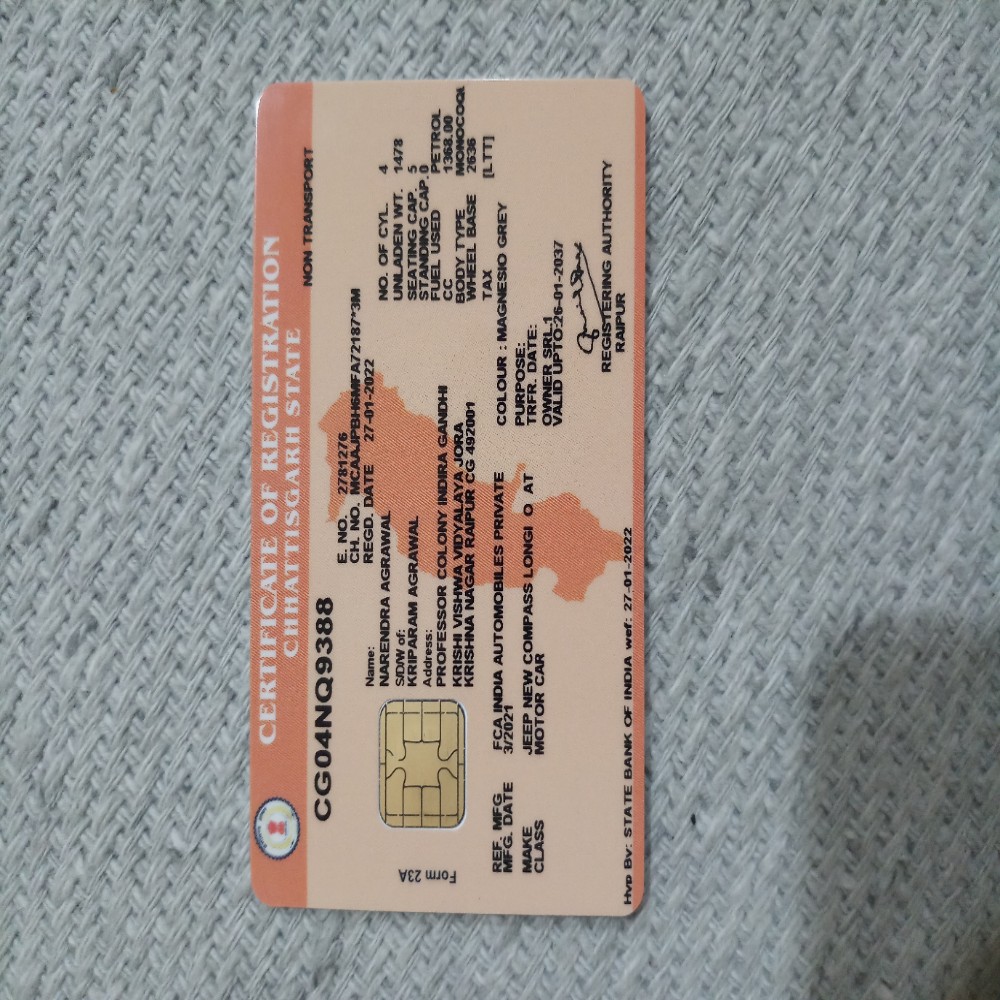 CERTIFICATE OF REGISTRATION
CHHATTISGARH STATE
CG04NQ9388
NON TRANSPORT
E. NO. 2781276
CH. NO. MCAAJPBH6MFA72187*3M
REGD. DATE 27-01-2022
Name:
NARENDRA AGRAWAL
S/D/W of:
KRIPARAM AGRAWAL
Address:
PROFESSOR COLONY INDIRA GANDHI
KRISHI VISHWA VIDYALAYA JORA
KRISHNA NAGAR RAIPUR CG 492001
NO. OF CYL. 4
UNLADEN WT. 1478
SEATING CAP. 5
STANDING CAP. 0
FUEL USED PETROL
CC 1368.00
BODY TYPE MONOCOQU
WHEEL BASE 2636
TAX [LTT]
Form 23A
REF. MFG FCA INDIA AUTOMOBILES PRIVATE
MFG. DATE 3/2021
MAKE JEEP NEW COMPASS LONGI O AT
CLASS MOTOR CAR
COLOUR : MAGNESIO GREY
PURPOSE:
TRFR. DATE:
OWNER SRL.1
VALID UPTO:26-01-2037
REGISTERING AUTHORITY
RAIPUR
Hyp By: STATE BANK OF INDIA wef: 27-01-2022